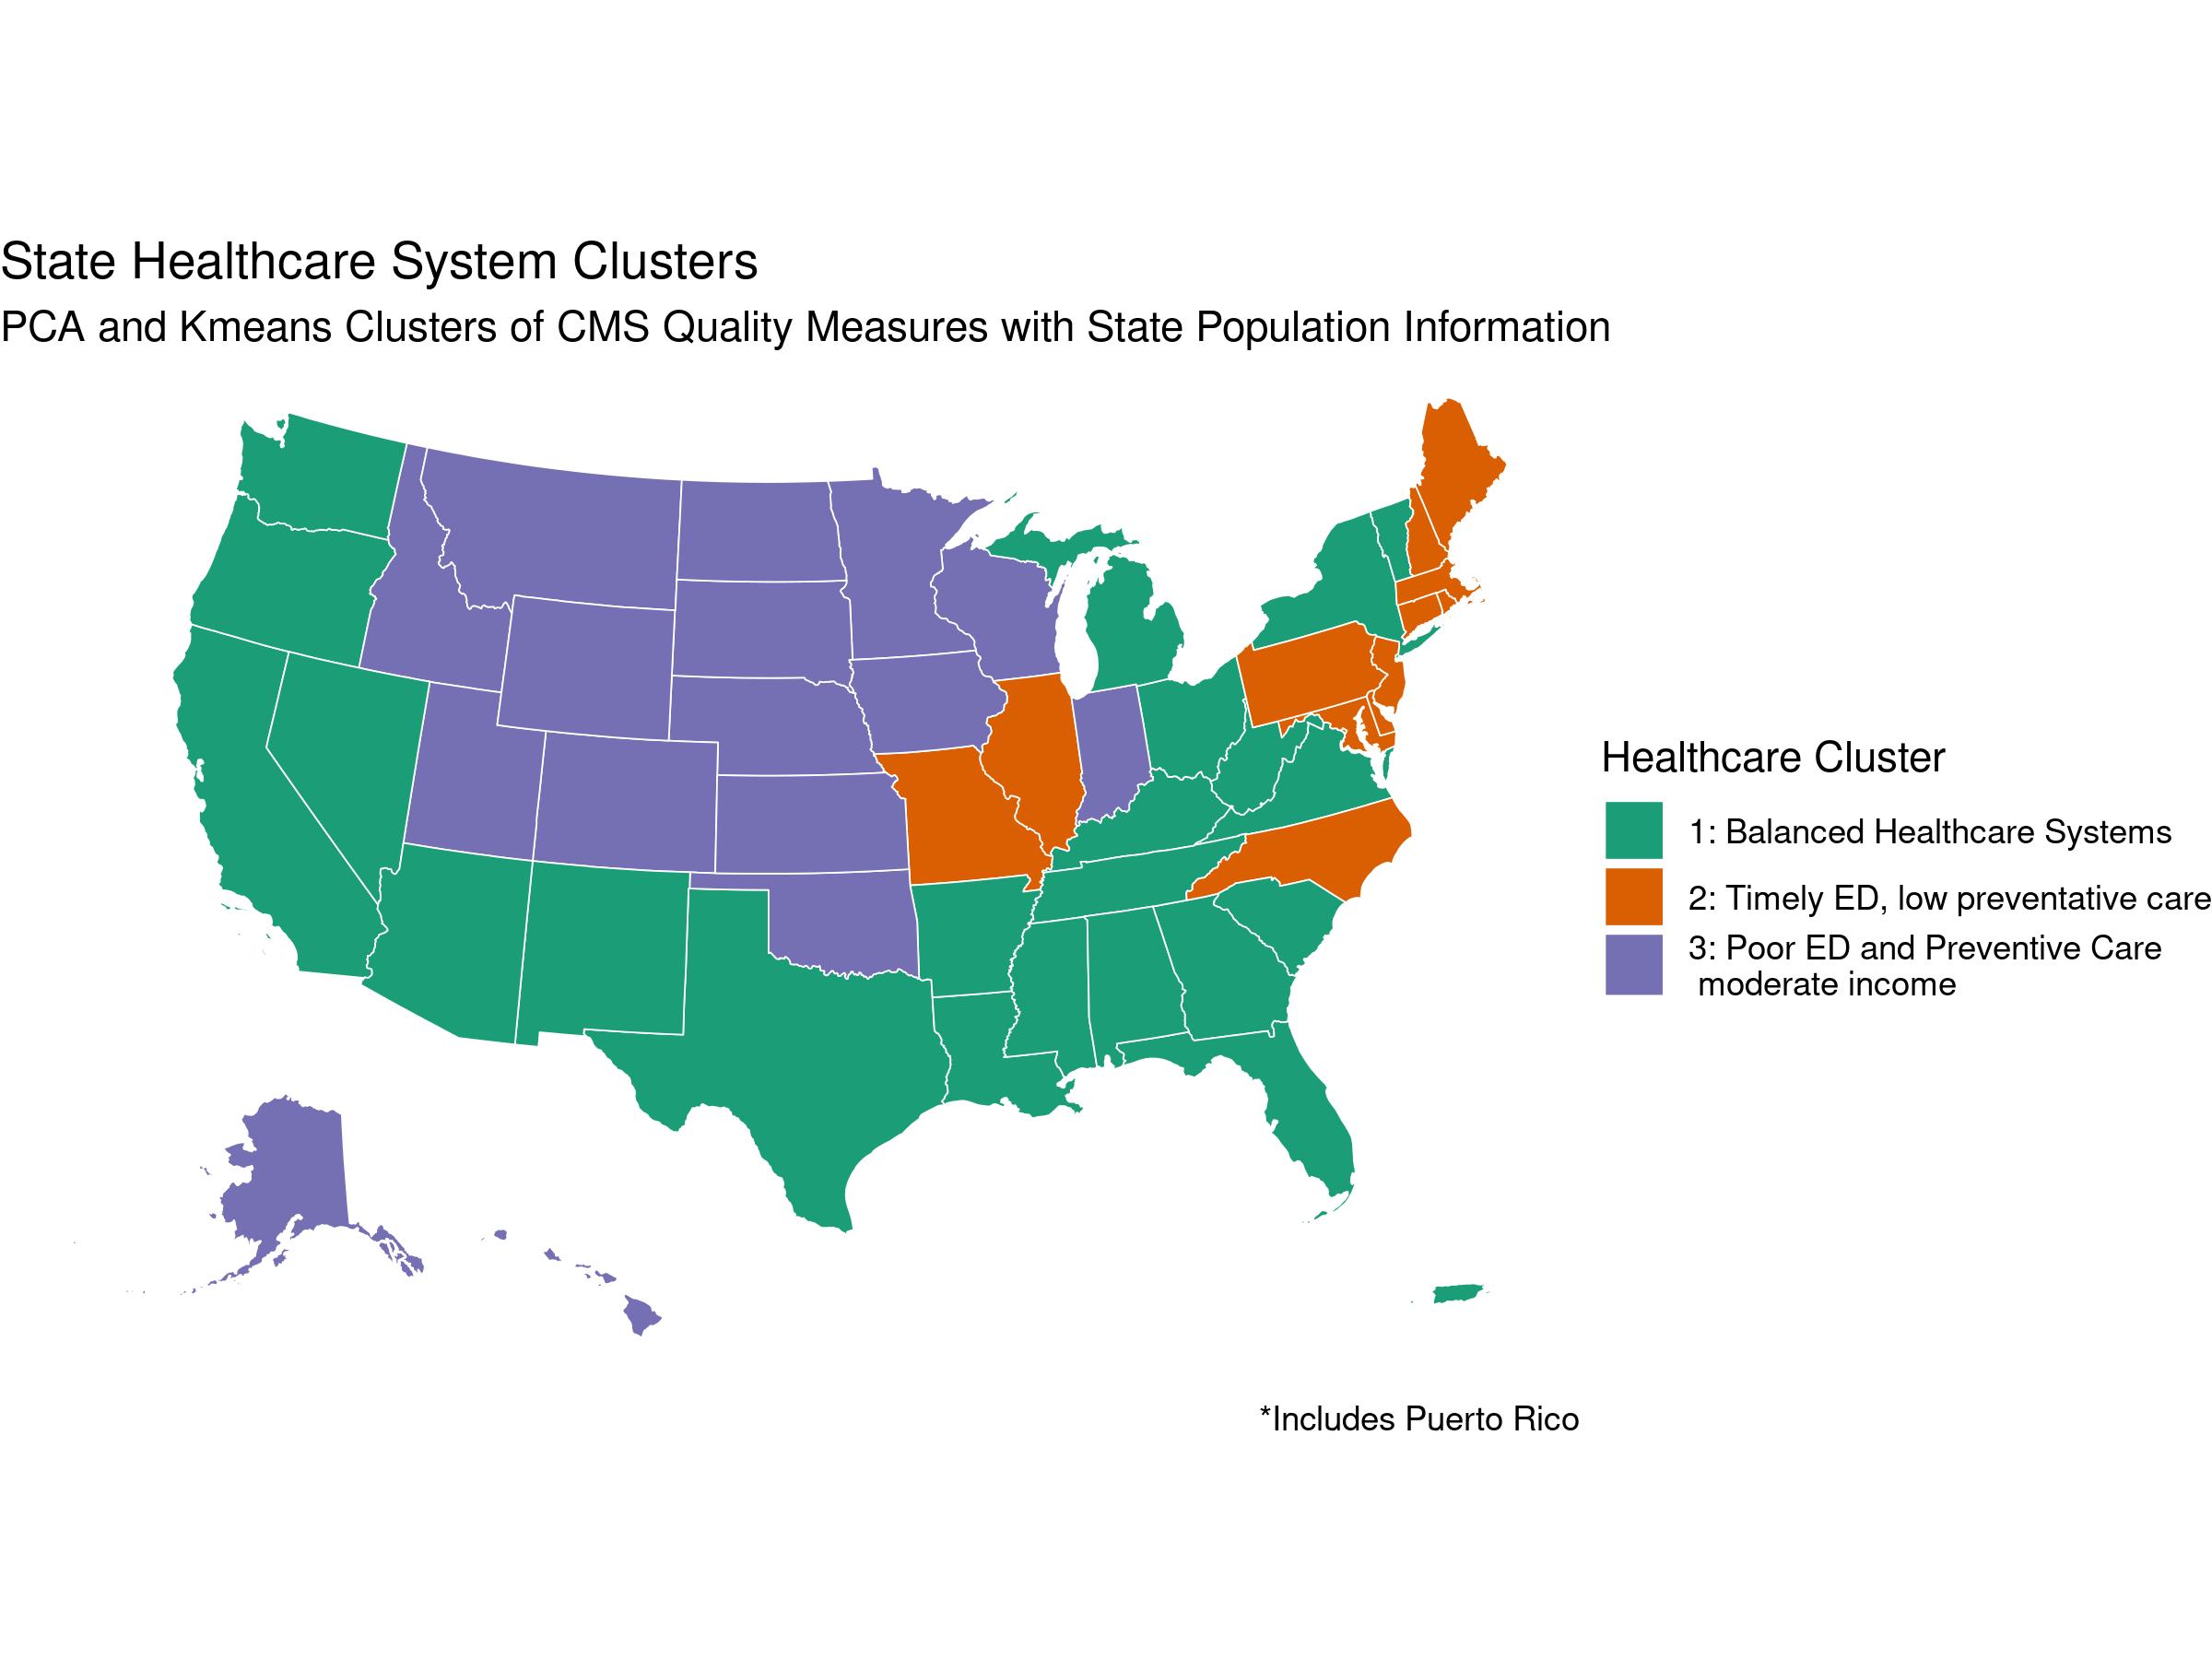 State Healthcare System Clusters
PCA and Kmeans Clusters of CMS Quality Measures with State Population Information
Healthcare Cluster
1: Balanced Healthcare Systems
2: Timely ED, low preventative care
3: Poor ED and Preventive Care
moderate income
*Includes Puerto Rico